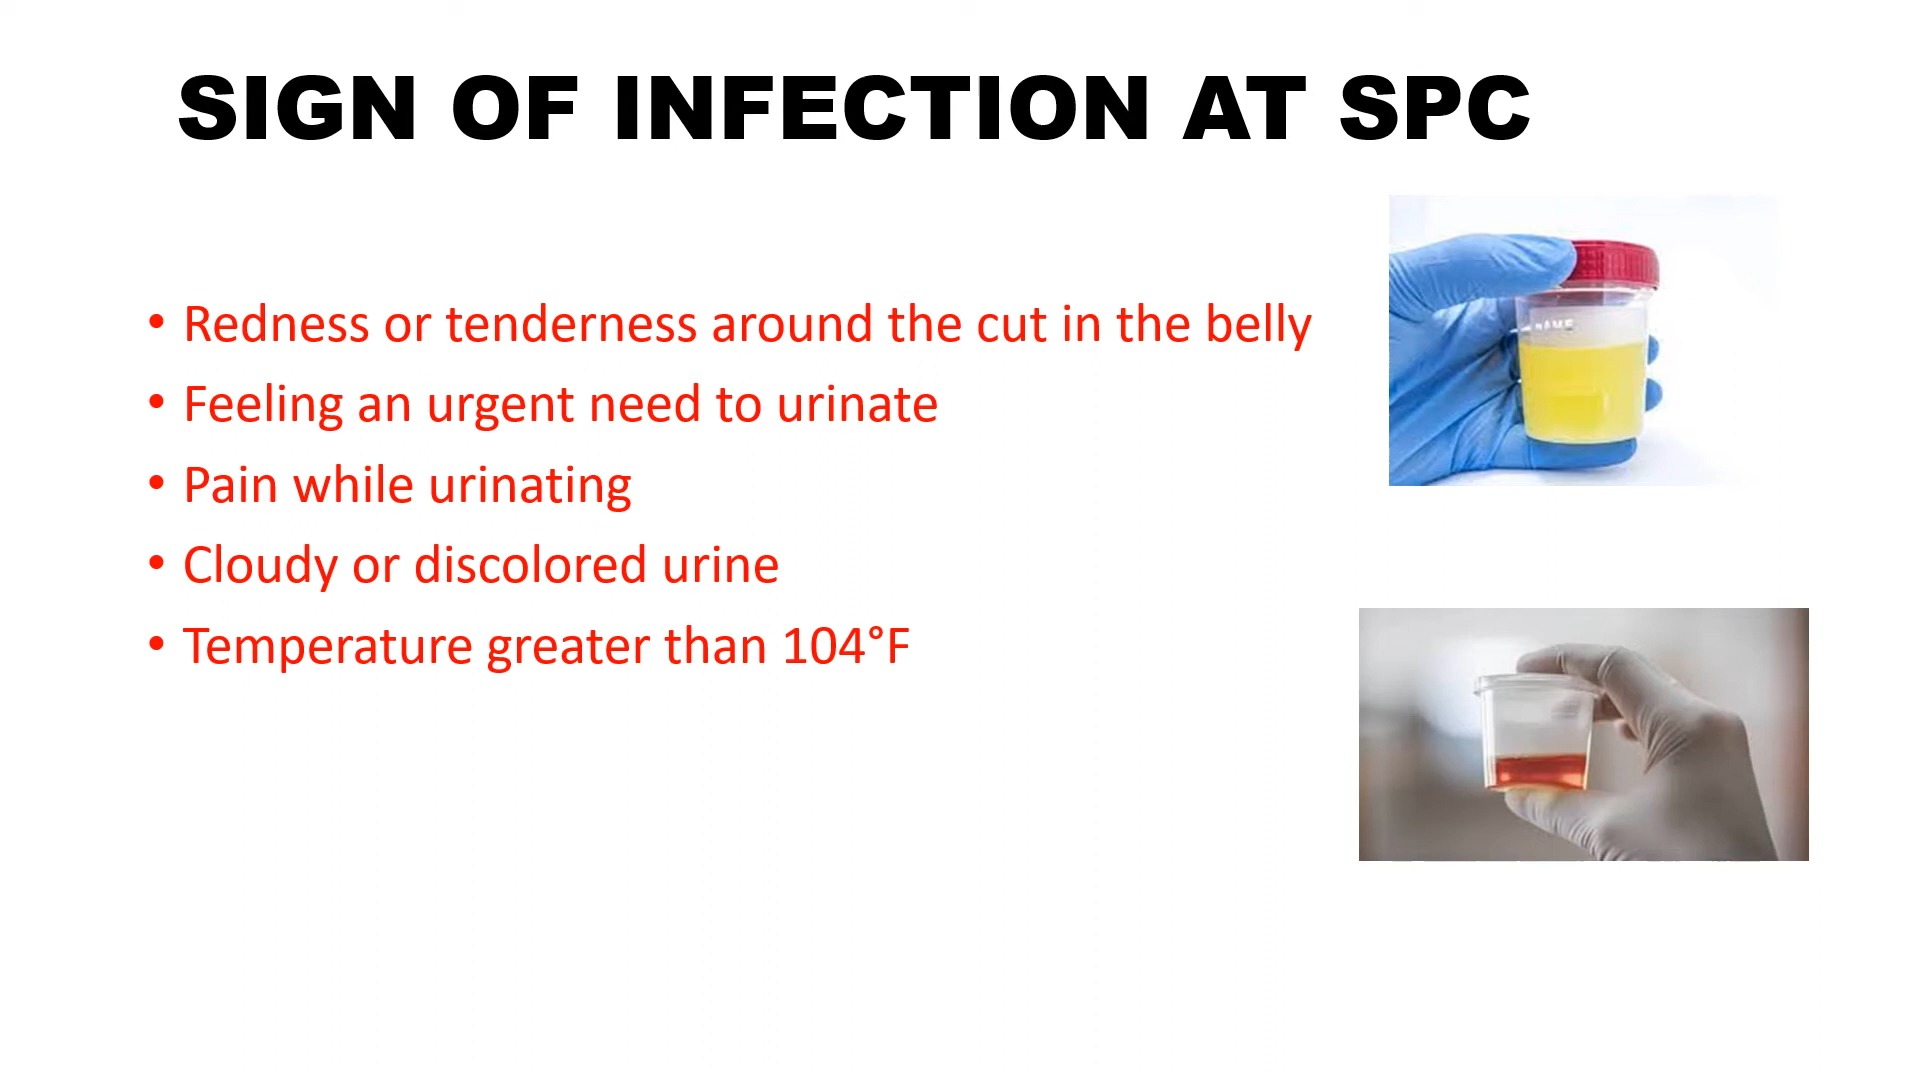 SIGN OF INFECTION AT SPC
• Redness or tenderness around the cut in the belly
• Feeling an urgent need to urinate
• Pain while urinating
• Cloudy or discolored urine
• Temperature greater than 104°F
NAME